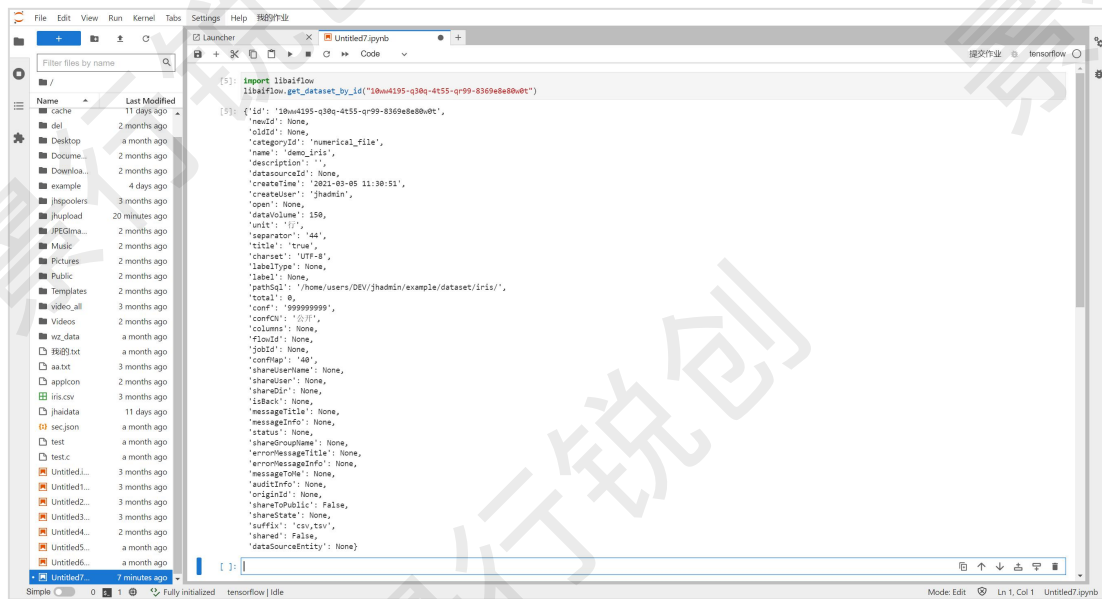 File Edit View Run Kernel Tabs Settings Help 我的作业
Launcher
Untitled7.ipynb
Code
提交作业
tensorflow
Filter files by name
/
Name
Last Modified
cache 11 days ago
del 2 months ago
Desktop a month ago
Docume... 2 months ago
Downloa... 2 months ago
example 4 days ago
jhspoolers 3 months ago
jhupload 20 minutes ago
JPEGIma... 2 months ago
Music 2 months ago
Pictures 2 months ago
Public 2 months ago
Templates 2 months ago
video_all 3 months ago
Videos 2 months ago
wz_data a month ago
我的.txt a month ago
aa.txt 3 months ago
appIcon 2 months ago
iris.csv 3 months ago
jhaidata 11 days ago
sec.json a month ago
test a month ago
test.c a month ago
Untitled.i... 3 months ago
Untitled1... 3 months ago
Untitled2... 3 months ago
Untitled3... 3 months ago
Untitled4... 2 months ago
Untitled5... a month ago
Untitled6... a month ago
Untitled7... 7 minutes ago
[5]: import libaiflow
libaiflow.get_dataset_by_id("10ww4195-q30q-4t55-qr99-8369e8e80w0t")
[5]: {'id': '10ww4195-q30q-4t55-qr99-8369e8e80w0t',
'newId': None,
'oldId': None,
'categoryId': 'numerical_file',
'name': 'demo_iris',
'description': '',
'datasourceId': None,
'createTime': '2021-03-05 11:30:51',
'createUser': 'jhadmin',
'open': None,
'dataVolume': 150,
'unit': '行',
'separator': '44',
'title': 'true',
'charset': 'UTF-8',
'labelType': None,
'label': None,
'pathSql': '/home/users/DEV/jhadmin/example/dataset/iris/',
'total': 0,
'conf': '999999999',
'confCN': '公开',
'columns': None,
'flowId': None,
'jobId': None,
'confMap': '40',
'shareUserName': None,
'shareUser': None,
'shareDir': None,
'isBack': None,
'messageTitle': None,
'messageInfo': None,
'status': None,
'shareGroupName': None,
'errorMessageTitle': None,
'errorMessageInfo': None,
'messageToMe': None,
'auditInfo': None,
'originId': None,
'shareToPublic': False,
'shareState': None,
'suffix': 'csv,tsv',
'shared': False,
'dataSourceEntity': None}
[ ]:
Simple 0 1 Fully initialized tensorflow | Idle
Mode: Edit Ln 1, Col 1 Untitled7.ipynb
景行锐创